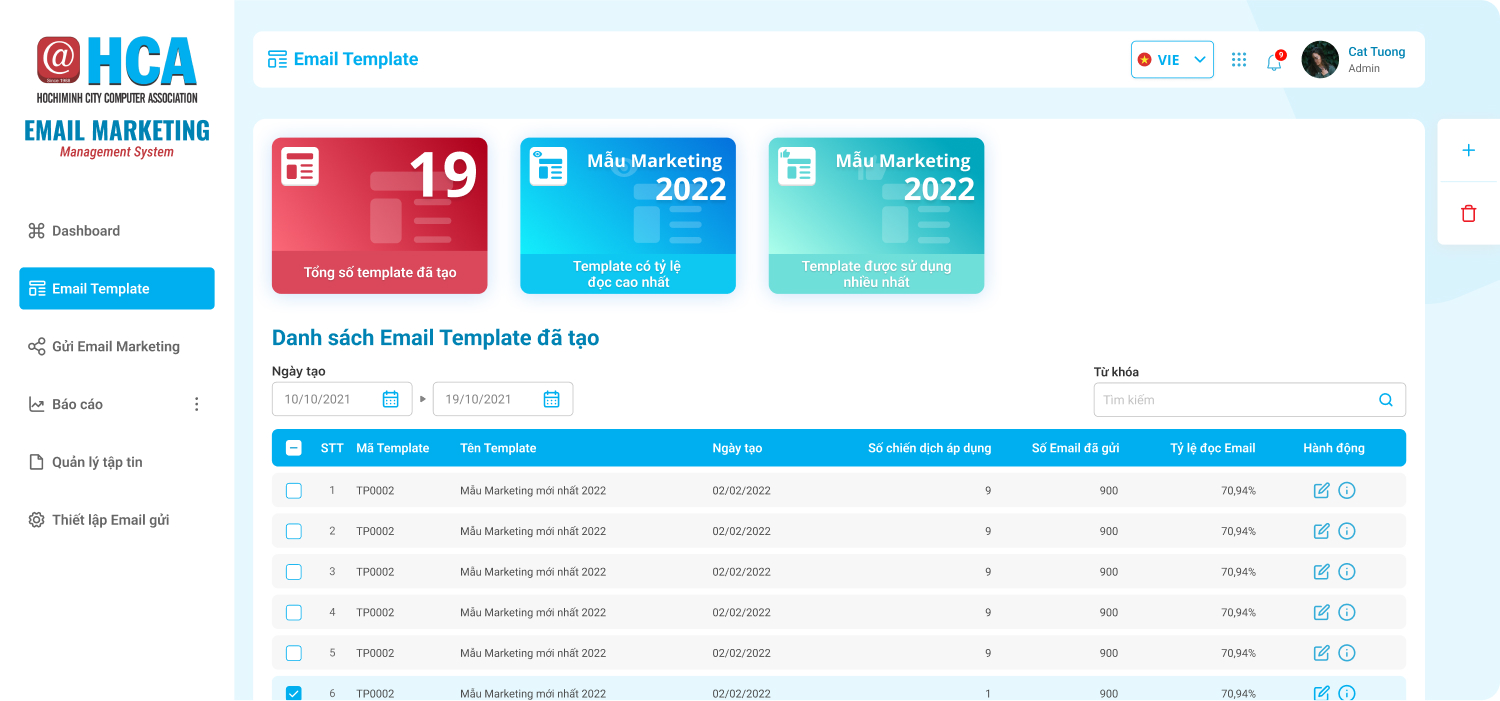 @HCA
Since 1988
HOCHIMINH CITY COMPUTER ASSOCIATION
EMAIL MARKETING
Management System
Dashboard
Email Template
Gửi Email Marketing
Báo cáo
Quản lý tập tin
Thiết lập Email gửi
Email Template
VIE
9
Cat Tuong
Admin
19
Tổng số template đã tạo
Mẫu Marketing
2022
Template có tỷ lệ
đọc cao nhất
Mẫu Marketing
2022
Template được sử dụng
nhiều nhất
Danh sách Email Template đã tạo
Ngày tạo
10/10/2021
19/10/2021
Từ khóa
Tìm kiếm
STT Mã Template Tên Template Ngày tạo Số chiến dịch áp dụng Số Email đã gửi Tỷ lệ đọc Email Hành động
1 TP0002 Mẫu Marketing mới nhất 2022 02/02/2022 9 900 70,94%
2 TP0002 Mẫu Marketing mới nhất 2022 02/02/2022 9 900 70,94%
3 TP0002 Mẫu Marketing mới nhất 2022 02/02/2022 9 900 70,94%
4 TP0002 Mẫu Marketing mới nhất 2022 02/02/2022 9 900 70,94%
5 TP0002 Mẫu Marketing mới nhất 2022 02/02/2022 9 900 70,94%
6 TP0002 Mẫu Marketing mới nhất 2022 02/02/2022 1 900 70,94%